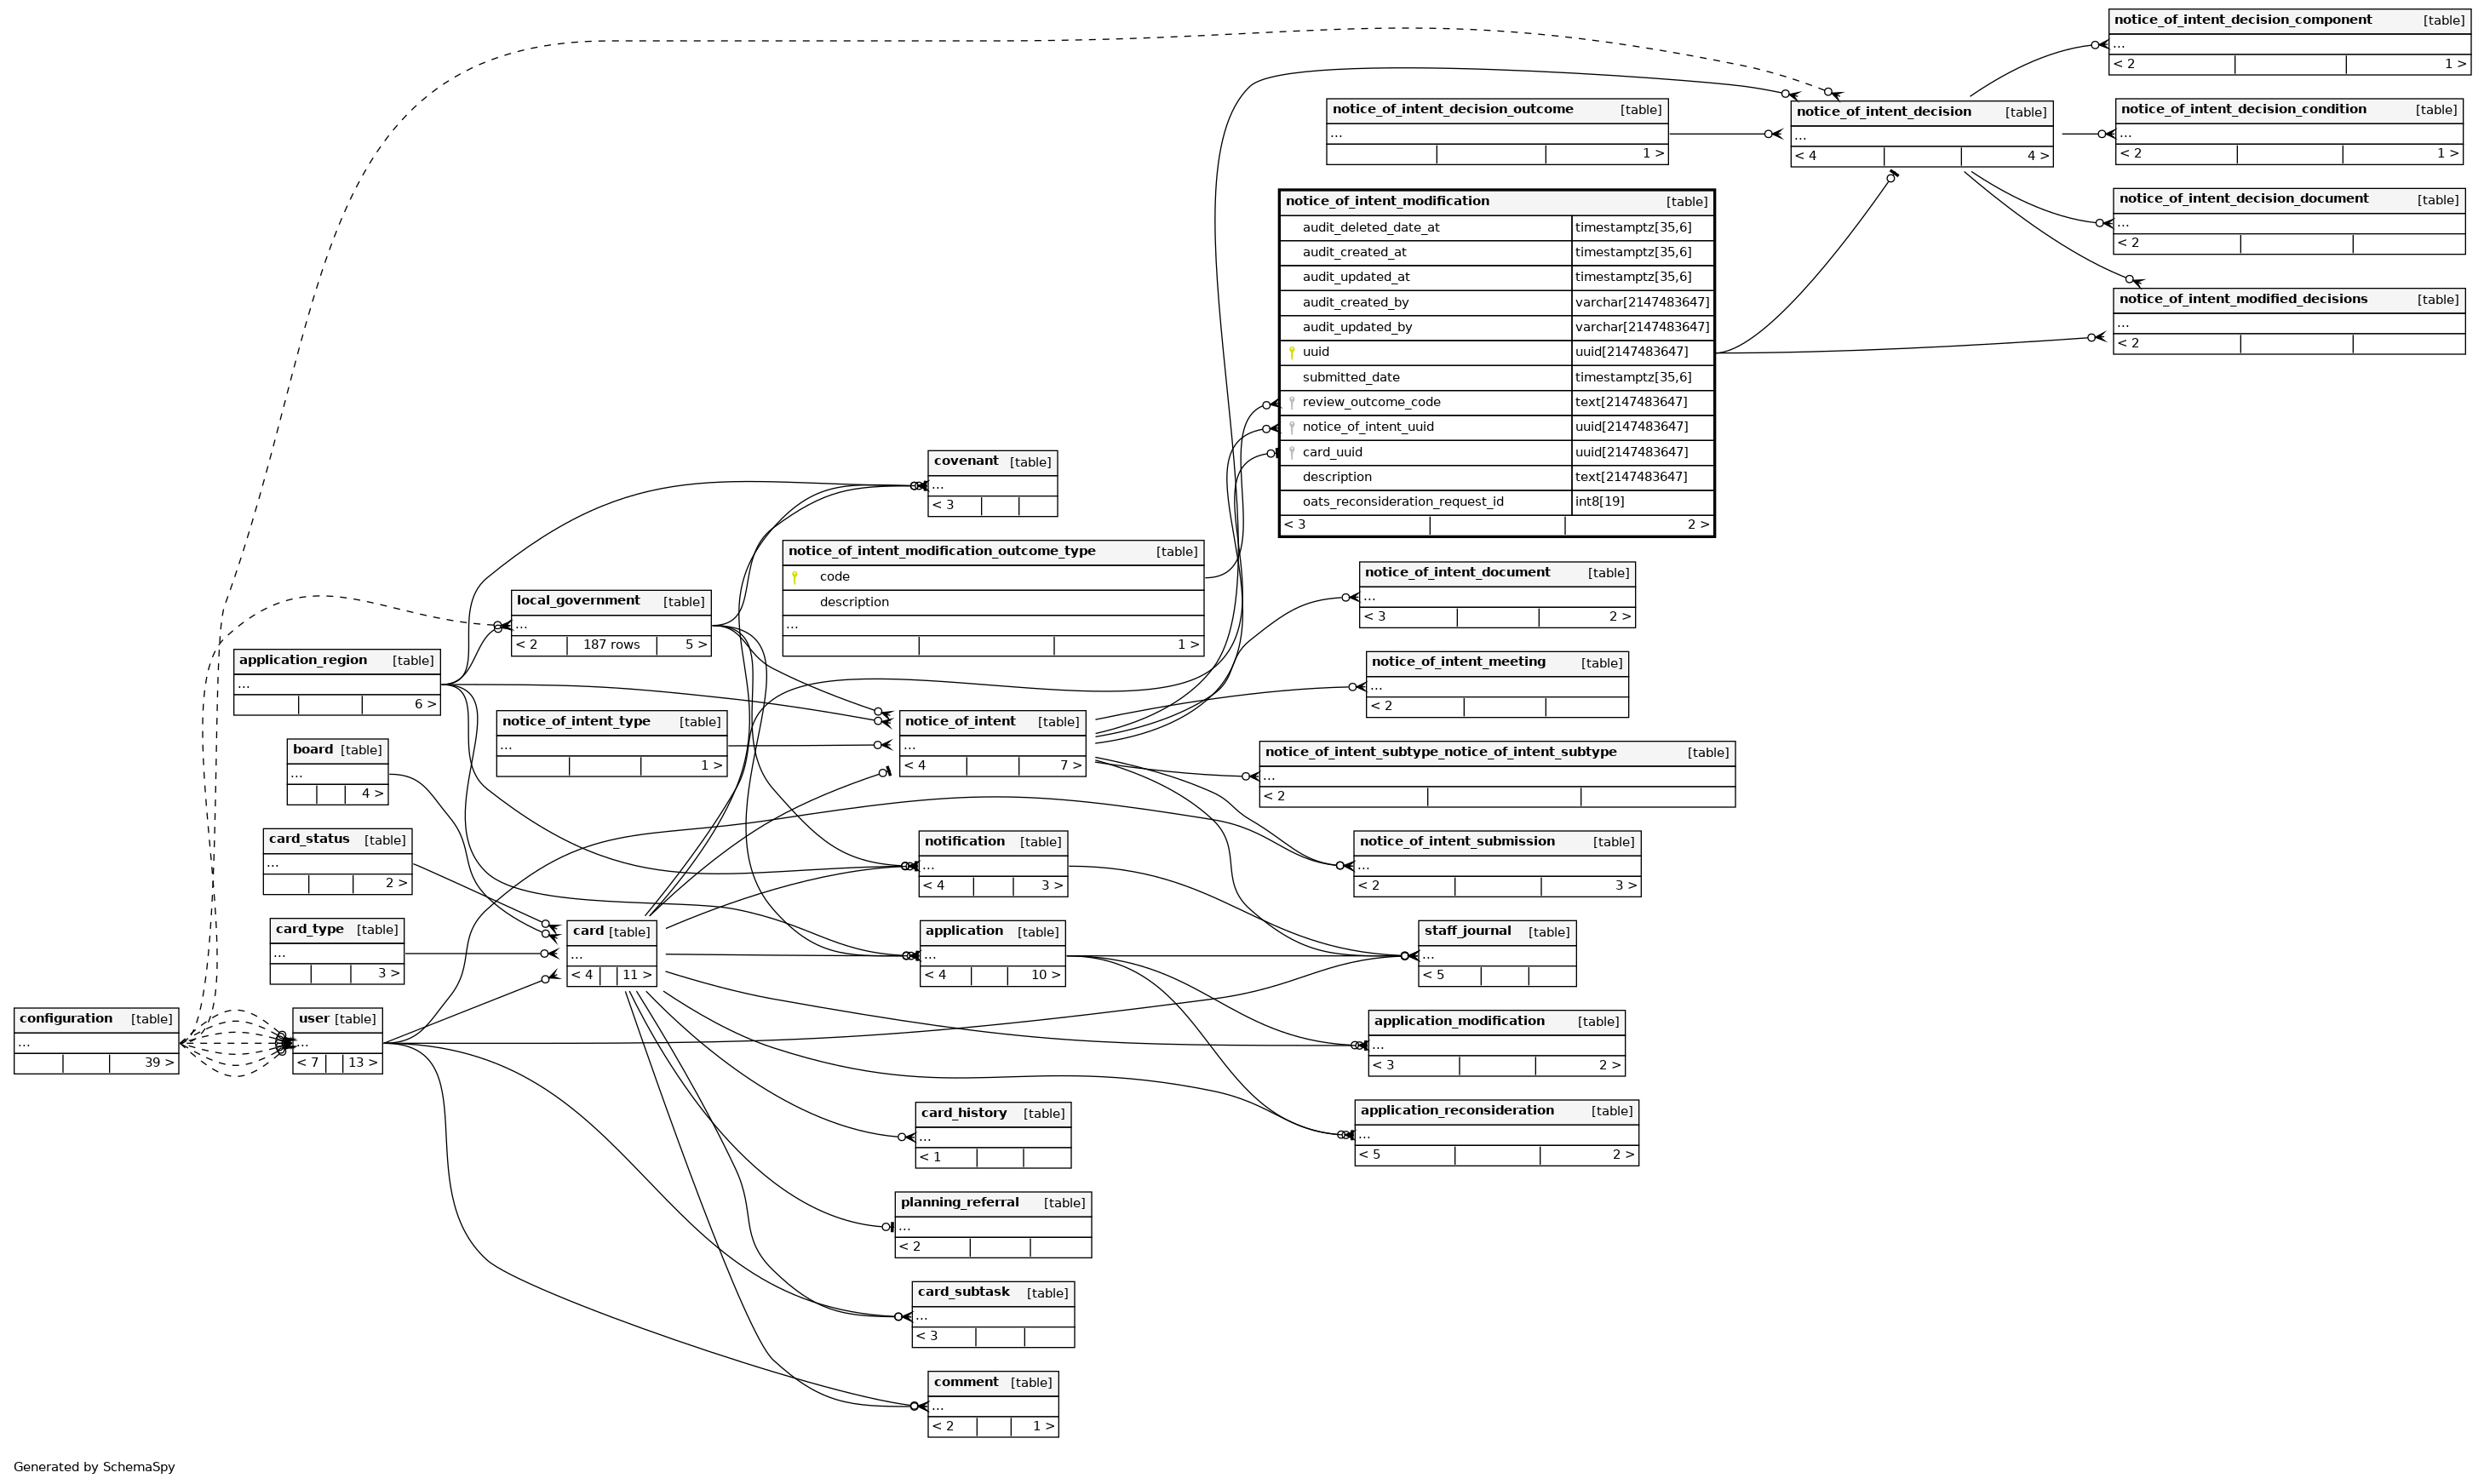 notice_of_intent_decision_component [table]
...
< 2 1 >
notice_of_intent_decision_outcome [table]
...
1 >
notice_of_intent_decision [table]
...
< 4 4 >
notice_of_intent_decision_condition [table]
...
< 2 1 >
notice_of_intent_decision_document [table]
...
< 2
notice_of_intent_modified_decisions [table]
...
< 2
notice_of_intent_modification [table]
audit_deleted_date_at timestamptz[35,6]
audit_created_at timestamptz[35,6]
audit_updated_at timestamptz[35,6]
audit_created_by varchar[2147483647]
audit_updated_by varchar[2147483647]
uuid uuid[2147483647]
submitted_date timestamptz[35,6]
review_outcome_code text[2147483647]
notice_of_intent_uuid uuid[2147483647]
card_uuid uuid[2147483647]
description text[2147483647]
oats_reconsideration_request_id int8[19]
< 3 2 >
covenant [table]
...
< 3
notice_of_intent_modification_outcome_type [table]
code
description
...
1 >
local_government [table]
...
< 2 187 rows 5 >
application_region [table]
...
6 >
notice_of_intent_document [table]
...
< 3 2 >
notice_of_intent_meeting [table]
...
< 2
notice_of_intent_type [table]
...
1 >
notice_of_intent [table]
...
< 4 7 >
board [table]
...
4 >
notice_of_intent_subtype_notice_of_intent_subtype [table]
...
< 2
card_status [table]
...
2 >
notification [table]
...
< 4 3 >
notice_of_intent_submission [table]
...
< 2 3 >
card_type [table]
...
3 >
card [table]
...
< 4 11 >
application [table]
...
< 4 10 >
staff_journal [table]
...
< 5
configuration [table]
...
39 >
user [table]
...
< 7 13 >
application_modification [table]
...
< 3 2 >
card_history [table]
...
< 1
application_reconsideration [table]
...
< 5 2 >
planning_referral [table]
...
< 2
card_subtask [table]
...
< 3
comment [table]
...
< 2 1 >
Generated by SchemaSpy